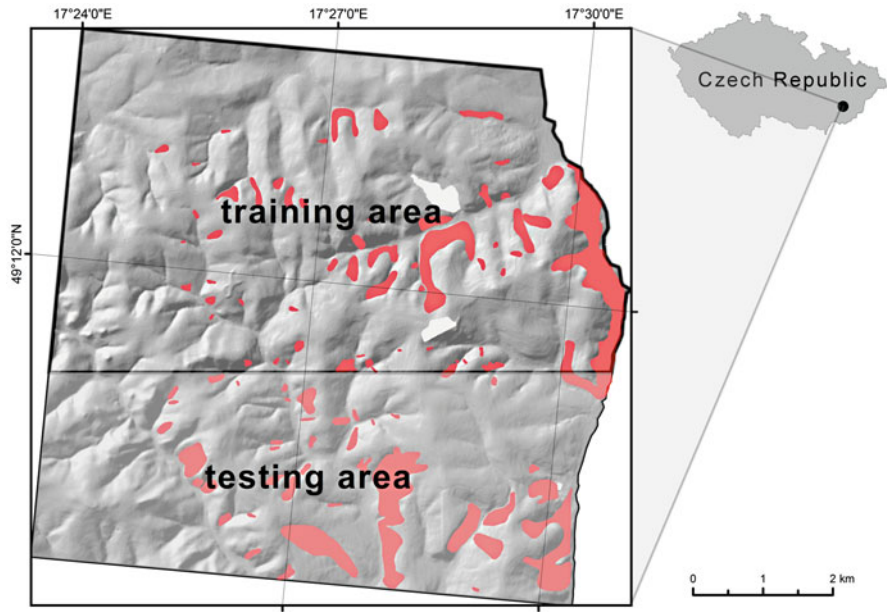 17°24'0"E 17°27'0"E 17°30'0"E
Czech Republic
training area
49°12'0"N
testing area
0 1 2 km